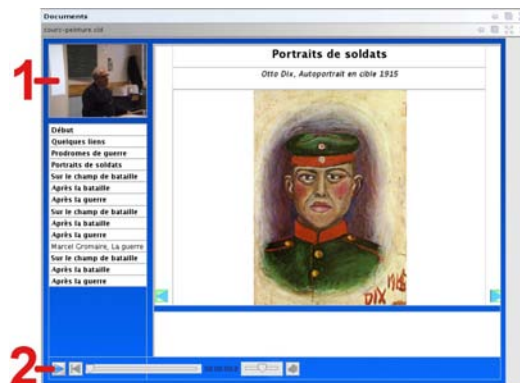 Documents
cours-peinture.xld
1
Portraits de soldats
Otto Dix, Autoportrait en cible 1915
Début
Quelques liens
Prodromes de guerre
Portraits de soldats
Sur le champ de bataille
Après la bataille
Après la guerre
Sur le champ de bataille
Après la bataille
Après la guerre
Marcel Gromaire, La guerre
Sur le champ de bataille
Après la bataille
Après la guerre
DIX
2